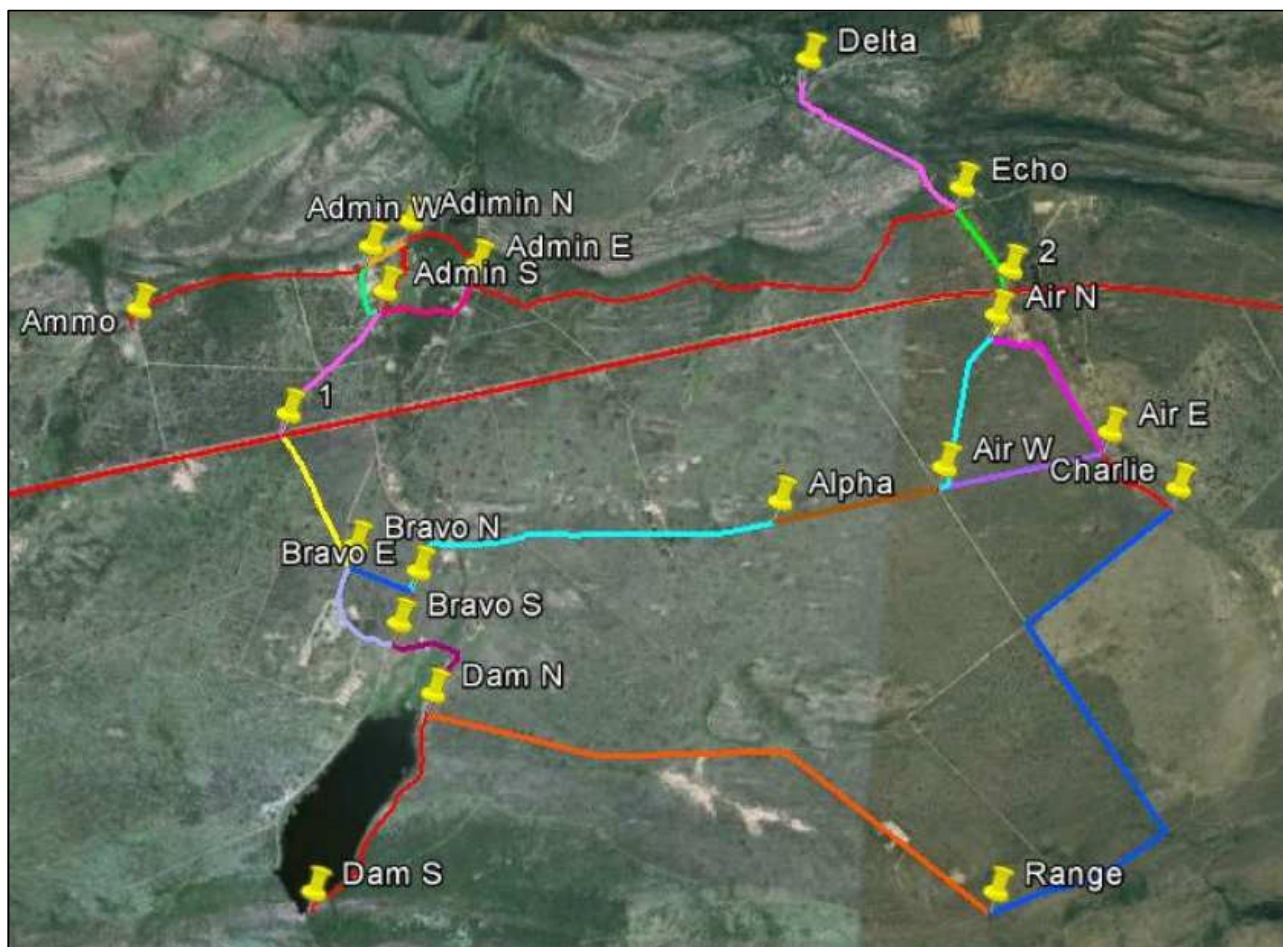 Delta
Echo
Admin W
Adimin N
Admin E
2
Admin S
Air N
Ammo
1
Air E
Air W
Charlie
Alpha
Bravo N
Bravo E
Bravo S
Dam N
Dam S
Range